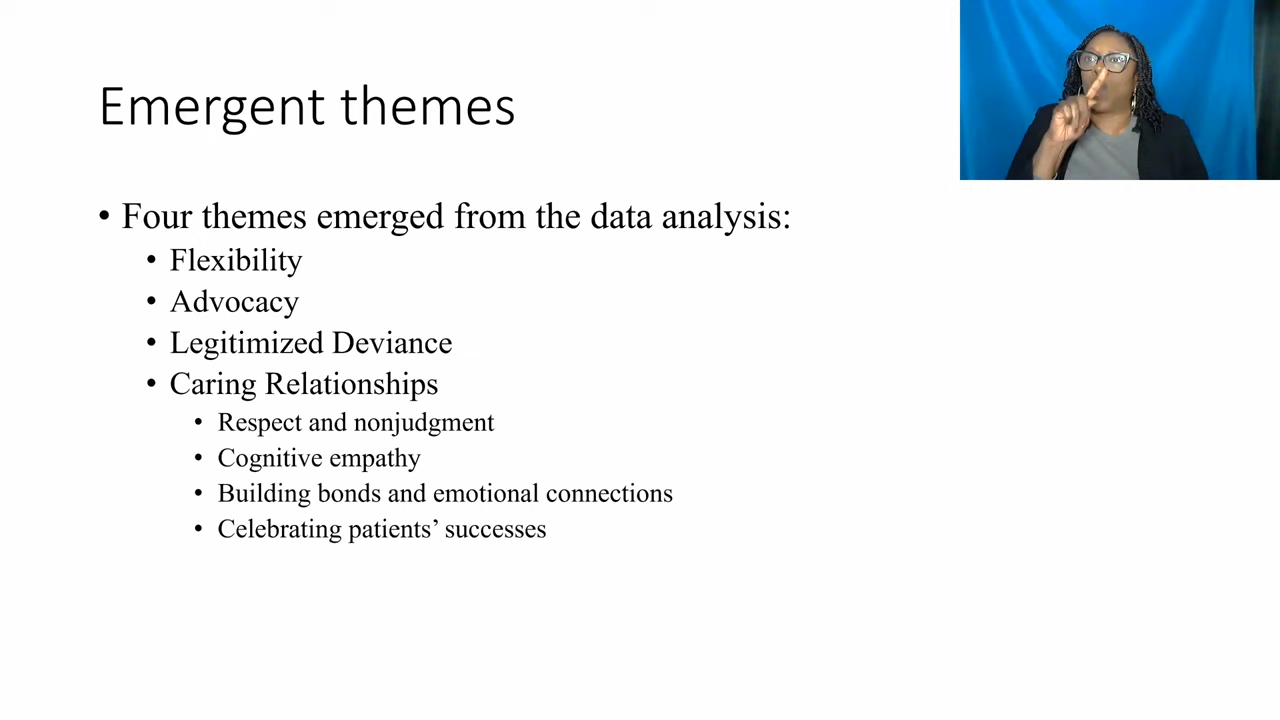 Emergent themes
• Four themes emerged from the data analysis:
• Flexibility
• Advocacy
• Legitimized Deviance
• Caring Relationships
• Respect and nonjudgment
• Cognitive empathy
• Building bonds and emotional connections
• Celebrating patients’ successes